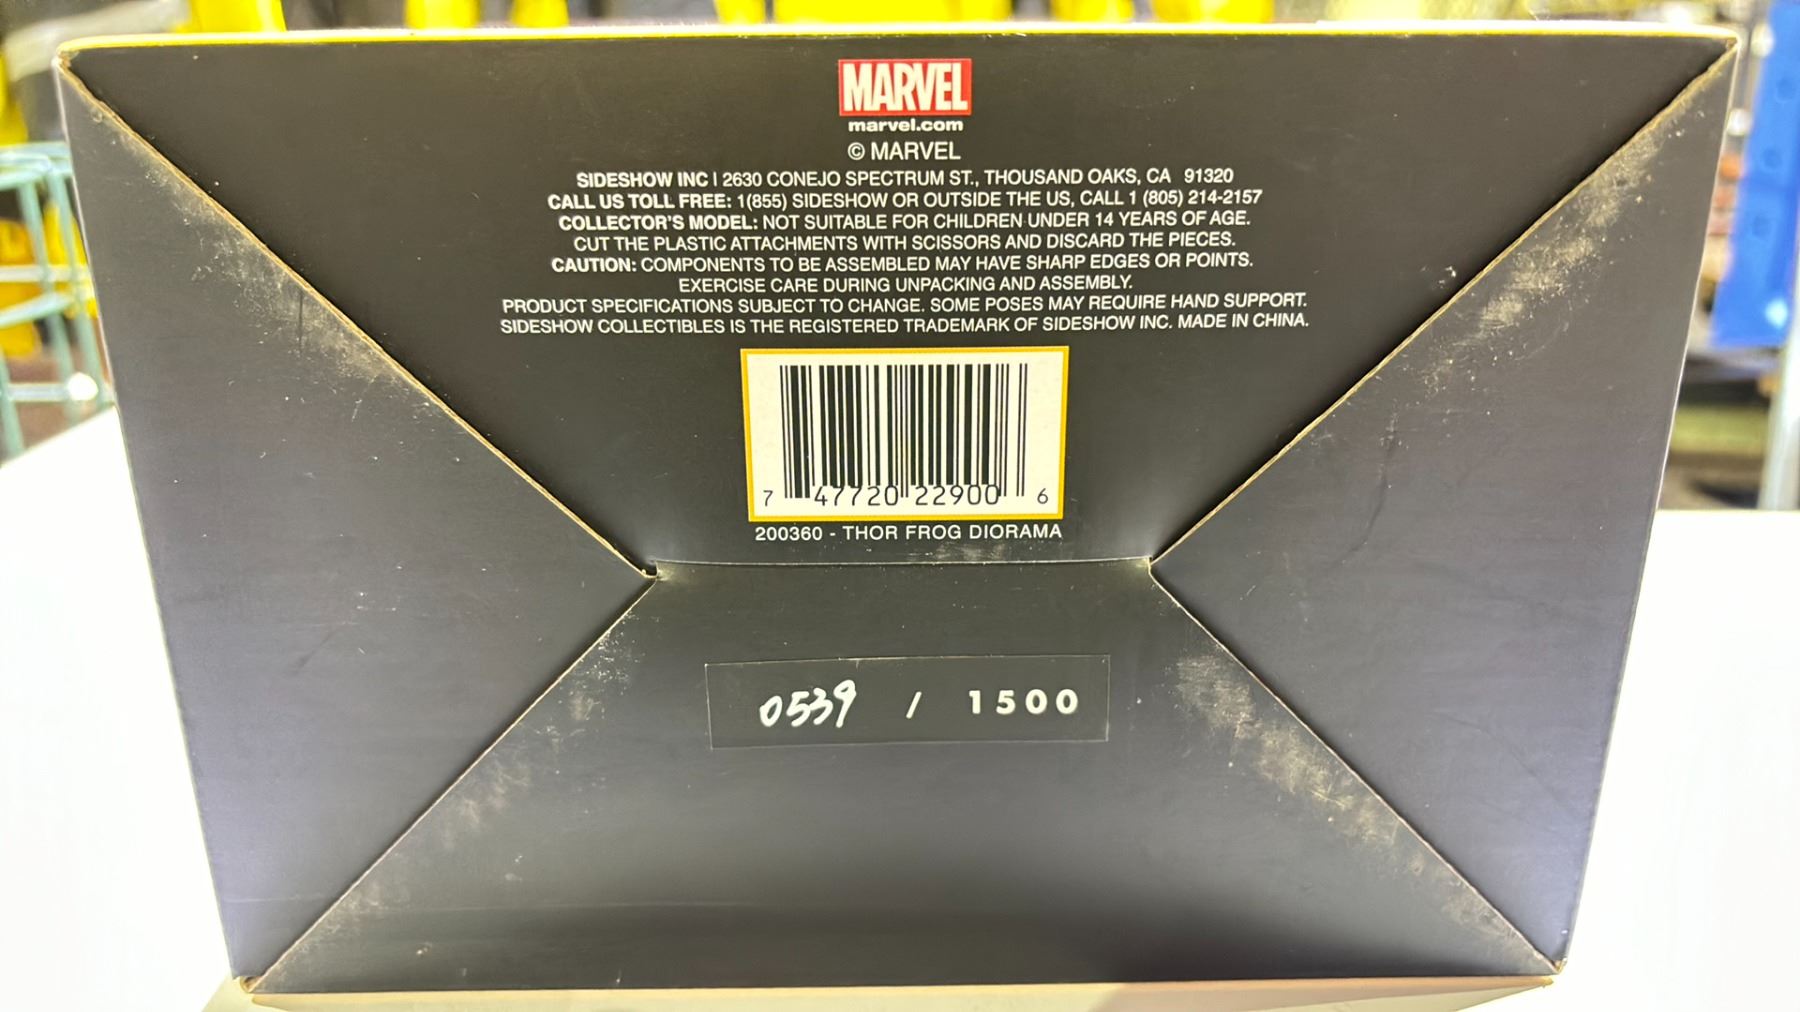 MARVEL
marvel.com
© MARVEL
SIDESHOW INC | 2630 CONEJO SPECTRUM ST., THOUSAND OAKS, CA 91320
CALL US TOLL FREE: 1(855) SIDESHOW OR OUTSIDE THE US, CALL 1 (805) 214-2157
COLLECTOR'S MODEL: NOT SUITABLE FOR CHILDREN UNDER 14 YEARS OF AGE.
CUT THE PLASTIC ATTACHMENTS WITH SCISSORS AND DISCARD THE PIECES.
CAUTION: COMPONENTS TO BE ASSEMBLED MAY HAVE SHARP EDGES OR POINTS.
EXERCISE CARE DURING UNPACKING AND ASSEMBLY.
PRODUCT SPECIFICATIONS SUBJECT TO CHANGE. SOME POSES MAY REQUIRE HAND SUPPORT.
SIDESHOW COLLECTIBLES IS THE REGISTERED TRADEMARK OF SIDESHOW INC. MADE IN CHINA.
7 47720 22900 6
200360 - THOR FROG DIORAMA
0539 / 1500